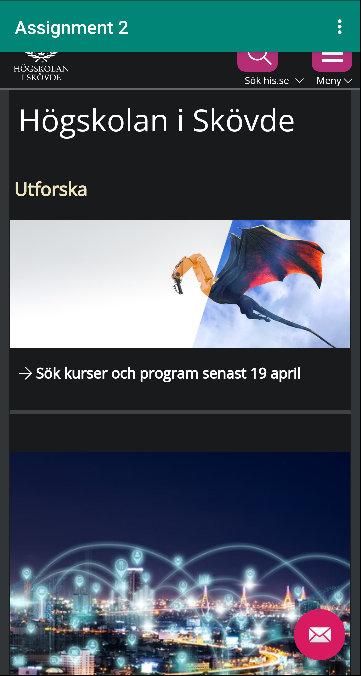 Assignment 2
HÖGSKOLAN
I SKÖVDE
Sök his.se
Meny
Högskolan i Skövde
Utforska
Sök kurser och program senast 19 april